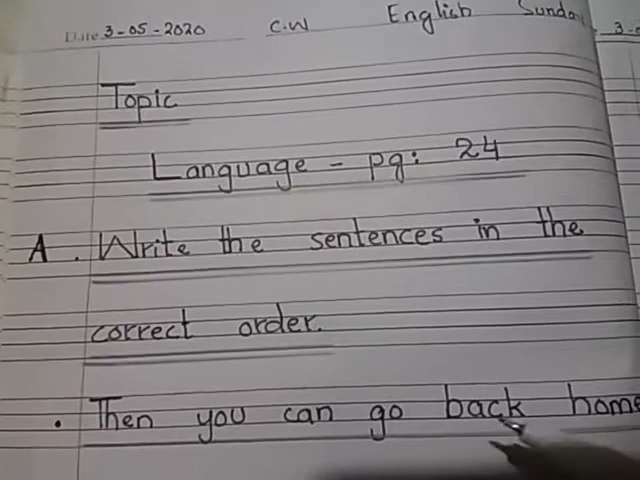 Date 3-05-2020 C.W English Sunday
Topic
Language - pg: 24
A. Write the sentences in the
correct order.
• Then you can go back home